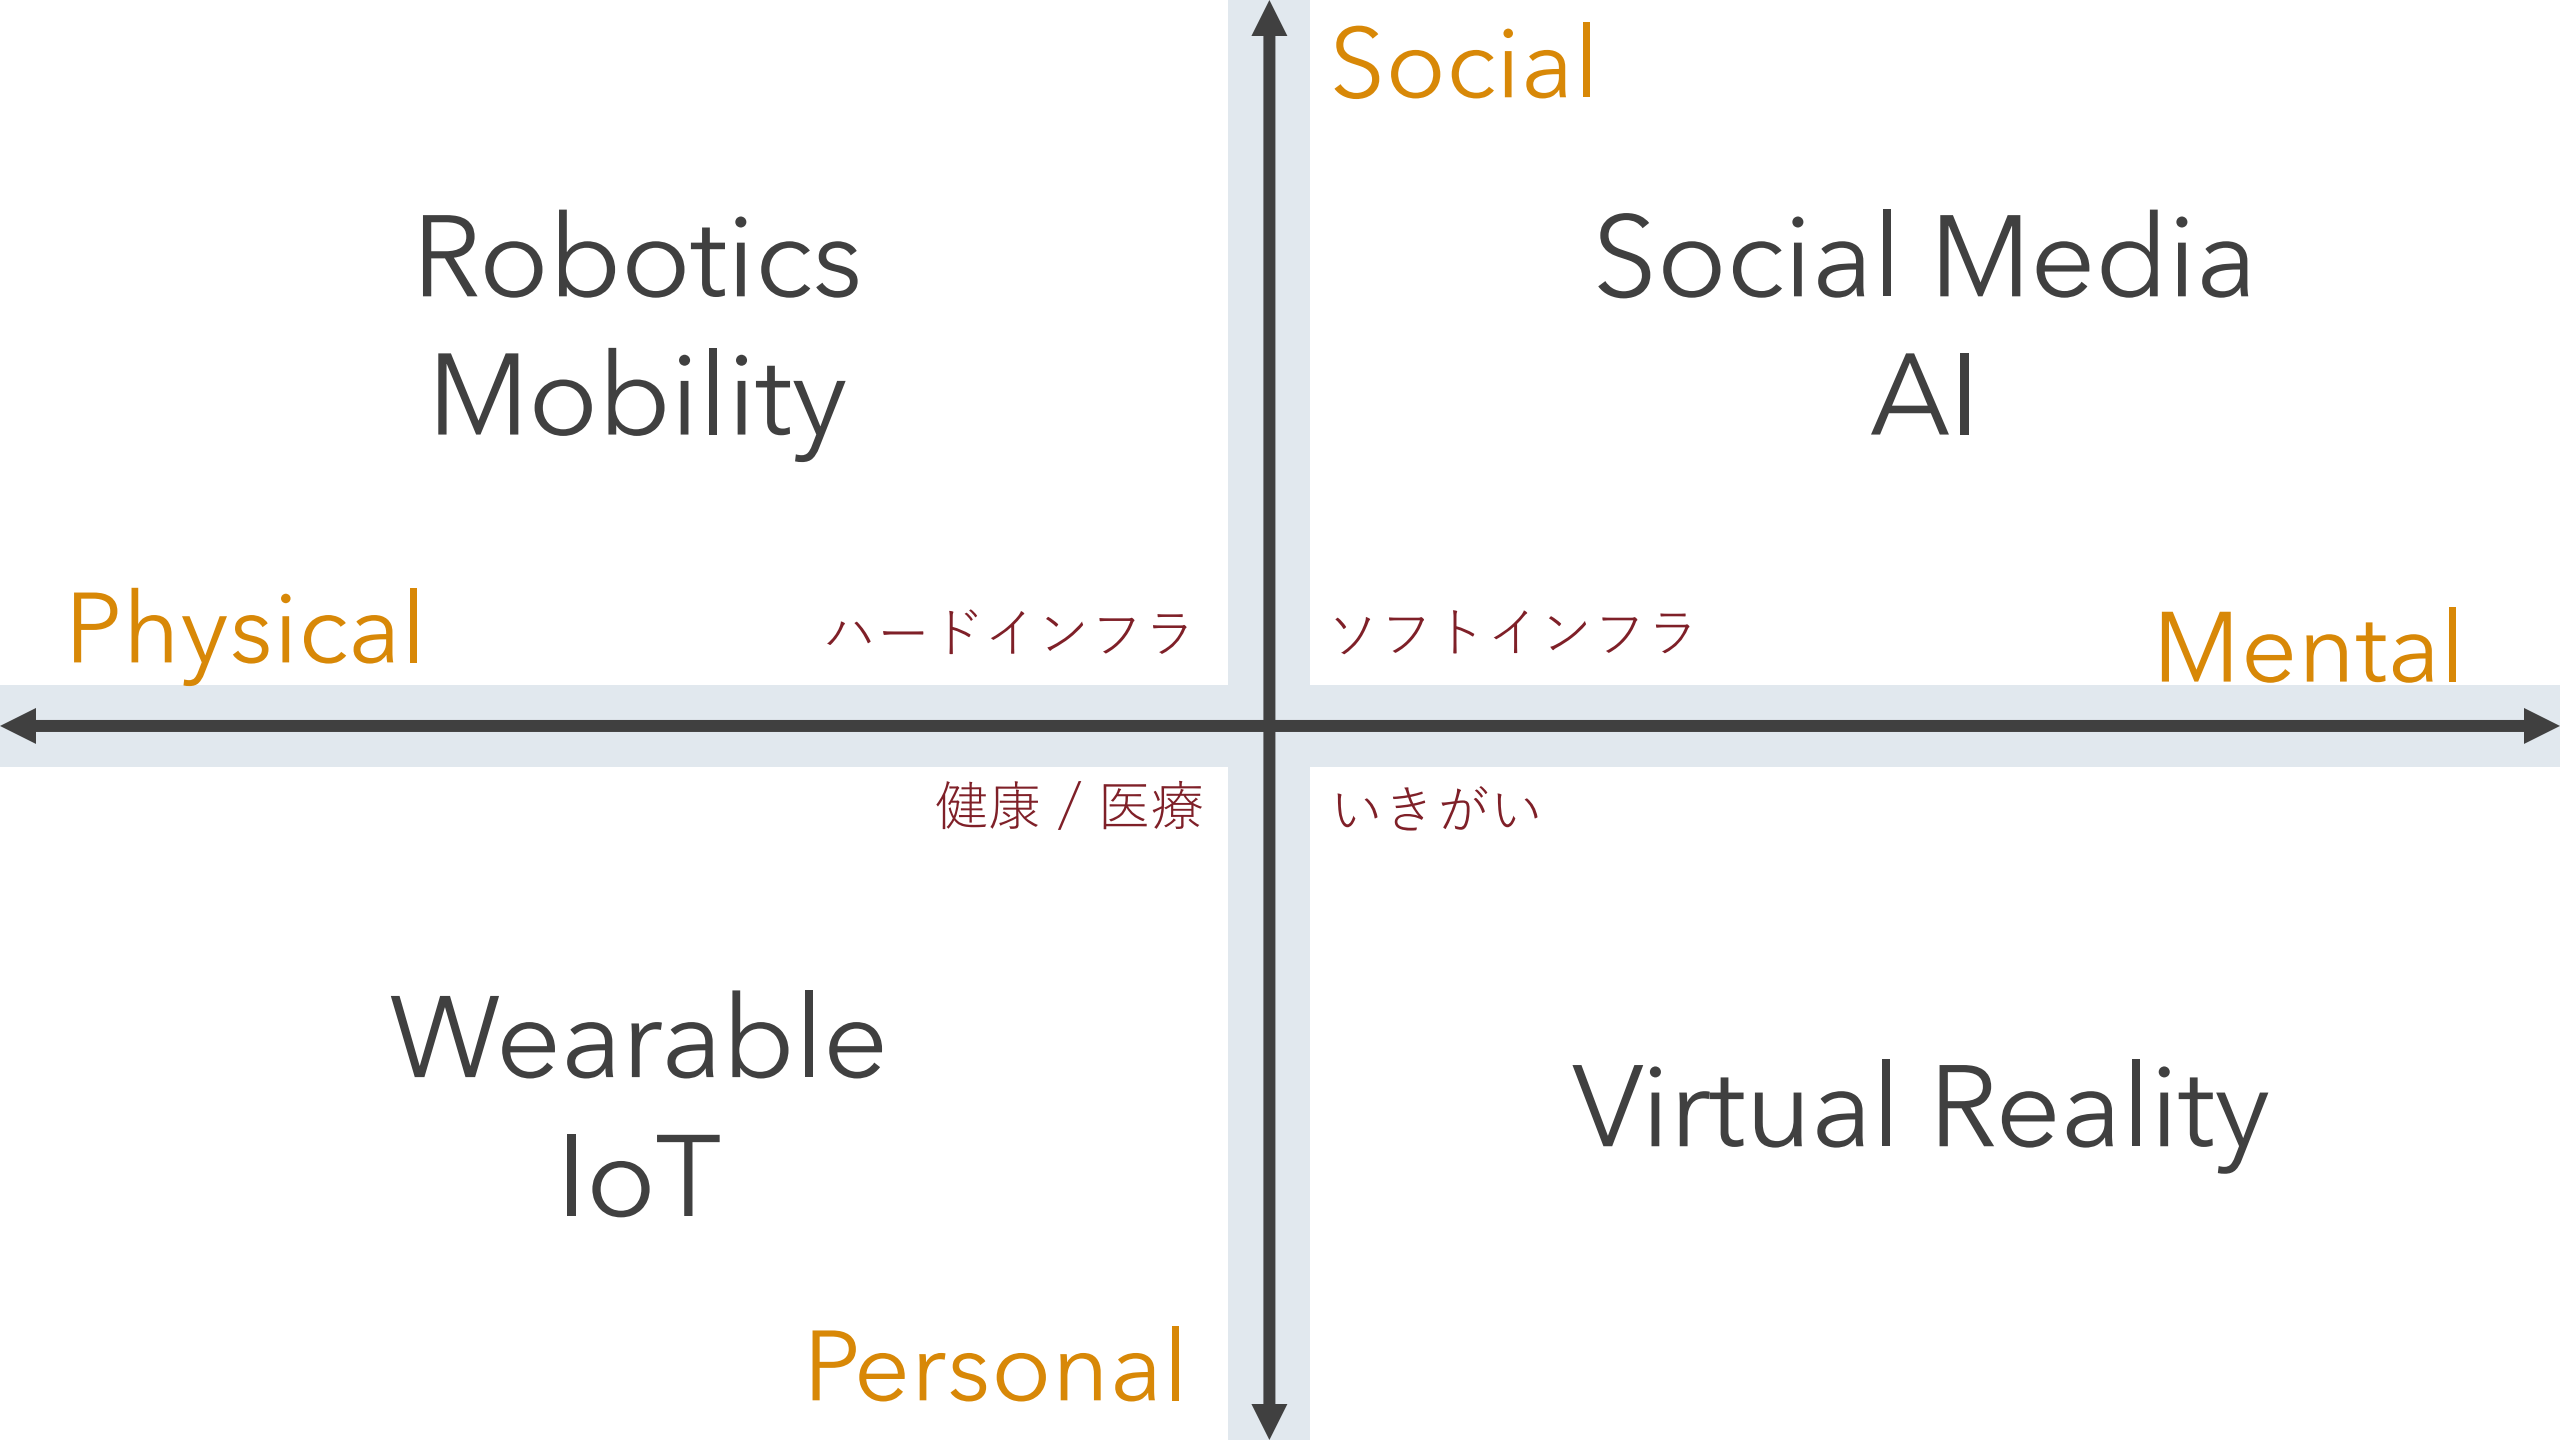 Social
Robotics
Mobility
Social Media
AI
Physical
ハードインフラ
ソフトインフラ
Mental
健康 / 医療
いきがい
Wearable
IoT
Virtual Reality
Personal